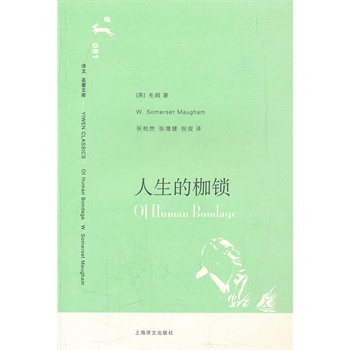 081
译文 名著文库
YIWEN CLASSICS
Of Human Bondage W. Somerset Maugham
[英] 毛姆 著
W. Somerset Maugham
张柏然 张增健 倪俊 译
人生的枷锁
Of Human Bondage
上海译文出版社